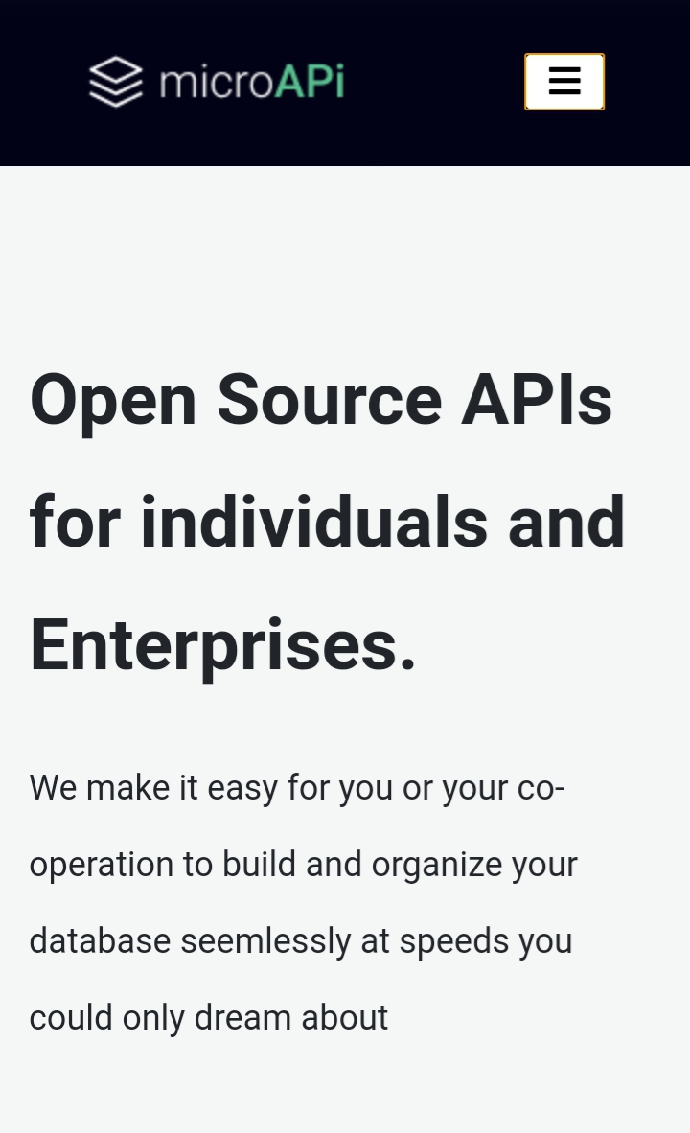 microAPi
Open Source APIs
for individuals and
Enterprises.
We make it easy for you or your co-
operation to build and organize your
database seemlessly at speeds you
could only dream about